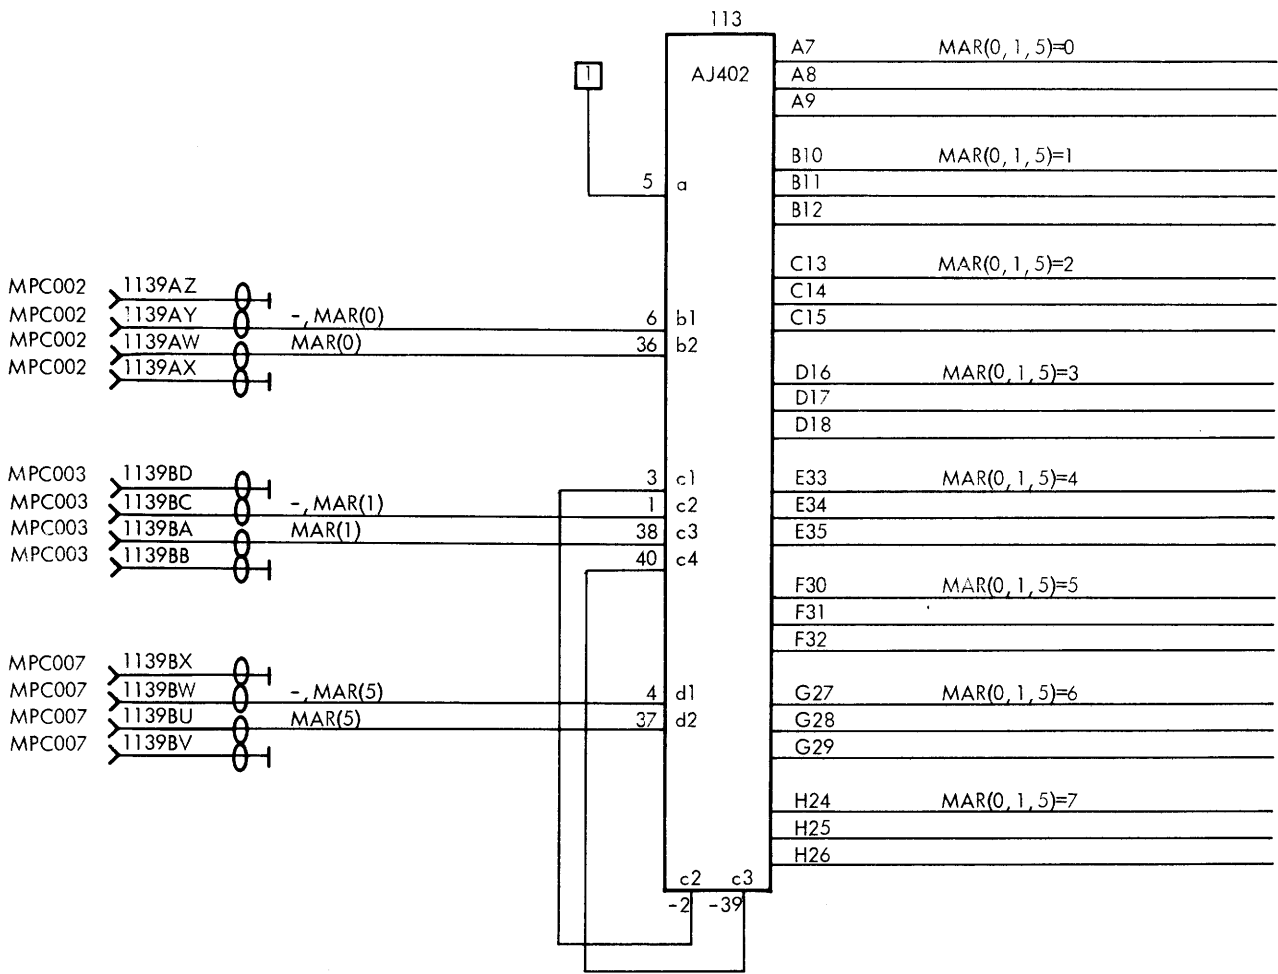 113
AJ402
1
5 a
A7 MAR(0, 1, 5)=0
A8
A9
B10 MAR(0, 1, 5)=1
B11
B12
C13 MAR(0, 1, 5)=2
C14
C15
D16 MAR(0, 1, 5)=3
D17
D18
E33 MAR(0, 1, 5)=4
E34
E35
F30 MAR(0, 1, 5)=5
F31
F32
G27 MAR(0, 1, 5)=6
G28
G29
H24 MAR(0, 1, 5)=7
H25
H26
MPC002 1139AZ
MPC002 1139AY -, MAR(0) 6 b1
MPC002 1139AW MAR(0) 36 b2
MPC002 1139AX
MPC003 1139BD 3 c1
MPC003 1139BC -, MAR(1) 1 c2
MPC003 1139BA MAR(1) 38 c3
MPC003 1139BB 40 c4
MPC007 1139BX
MPC007 1139BW -, MAR(5) 4 d1
MPC007 1139BU MAR(5) 37 d2
MPC007 1139BV
c2 c3
-2 -39